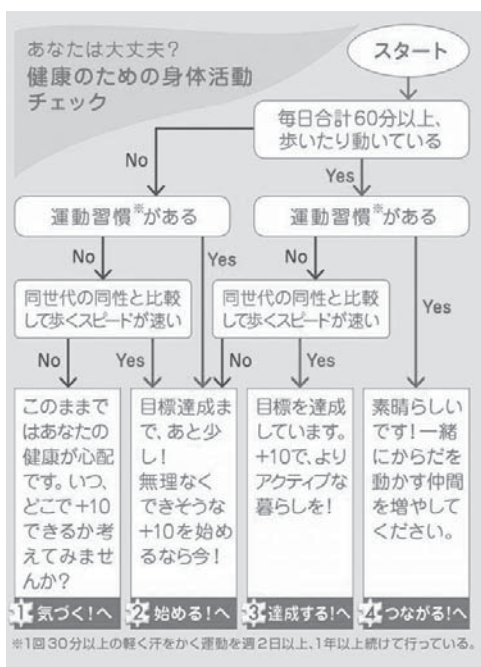 あなたは大丈夫?
健康のための身体活動
チェック
スタート
毎日合計60分以上、
歩いたり動いている
No
Yes
運動習慣※がある
運動習慣※がある
No
Yes
No
Yes
同世代の同性と比較
して歩くスピードが速い
同世代の同性と比較
して歩くスピードが速い
No
Yes
No
Yes
このままで
はあなたの
健康が心配
です。いつ、
どこで+10
できるか考
えてみませ
んか?
目標達成ま
で、あと少
し!
無理なく
できそうな
+10を始め
るなら今!
目標を達成
しています。
+10で、より
アクティブな
暮らしを!
素晴らしい
です!一緒
にからだを
動かす仲間
を増やして
ください。
1 気づく!へ
2 始める!へ
3 達成する!へ
4 つながる!へ
※1回30分以上の軽く汗をかく運動を週2日以上、1年以上続けて行っている。